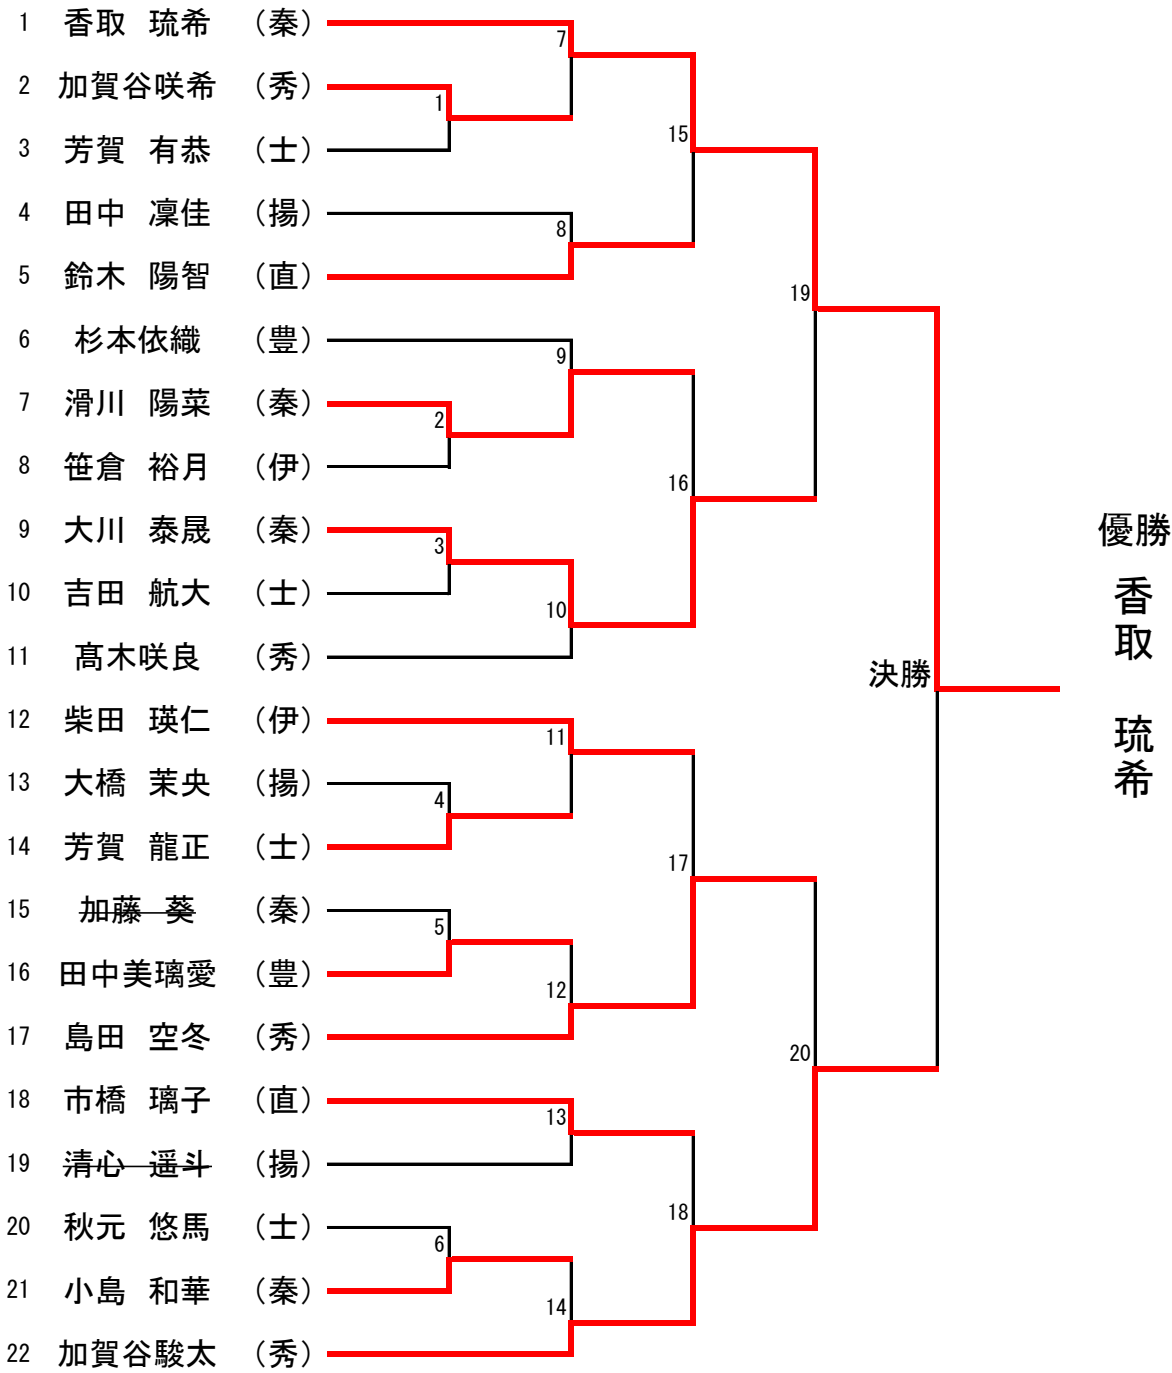 1 香取 琉希 （秦）
2 加賀谷咲希 （秀）
3 芳賀 有恭 （士）
4 田中 凜佳 （揚）
5 鈴木 陽智 （直）
6 杉本依織 （豊）
7 滑川 陽菜 （秦）
8 笹倉 裕月 （伊）
9 大川 泰晟 （秦）
10 吉田 航大 （士）
11 髙木咲良 （秀）
12 柴田 瑛仁 （伊）
13 大橋 茉央 （揚）
14 芳賀 龍正 （士）
15 加藤 葵 （秦）
16 田中美璃愛 （豊）
17 島田 空冬 （秀）
18 市橋 璃子 （直）
19 清心 遥斗 （揚）
20 秋元 悠馬 （士）
21 小島 和華 （秦）
22 加賀谷駿太 （秀）
1
2
3
4
5
6
7
8
9
10
11
12
13
14
15
16
17
18
19
20
決勝
優勝
香取 琉希